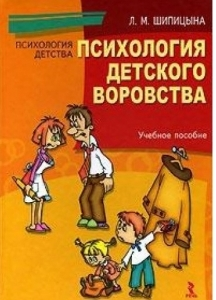 Л. М. ШИПИЦЫНА
ПСИХОЛОГИЯ
ДЕТСТВА
ПСИХОЛОГИЯ
ДЕТСКОГО
ВОРОВСТВА
Учебное пособие